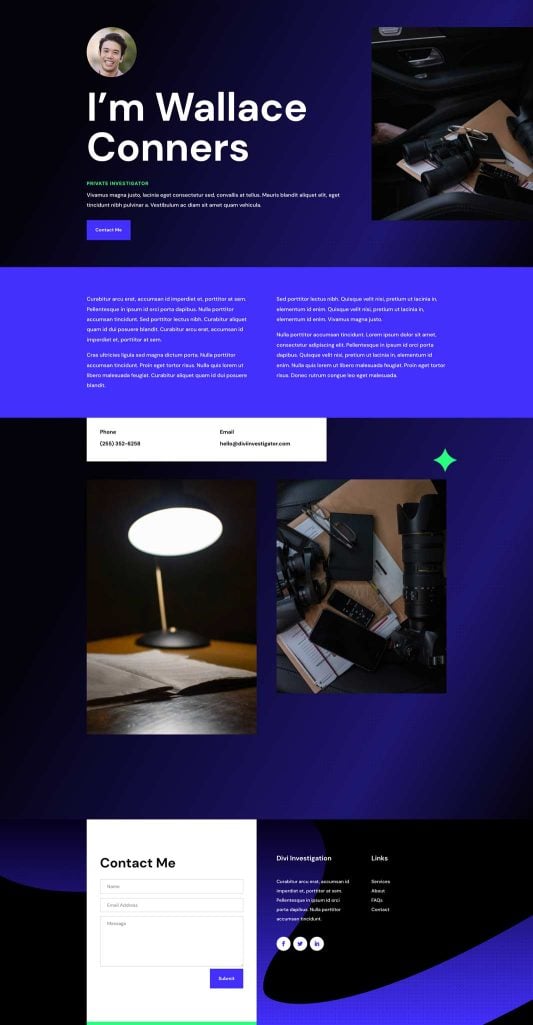 I'm Wallace
Conners
PRIVATE INVESTIGATOR
Vivamus magna justo, lacinia eget consectetur sed, convallis at tellus. Mauris blandit aliquet elit, eget
tincidunt nibh pulvinar a. Vestibulum ac diam sit amet quam vehicula.
Contact Me
Curabitur arcu erat, accumsan id imperdiet et, porttitor at sem.
Pellentesque in ipsum id orci porta dapibus. Nulla porttitor
accumsan tincidunt. Sed porttitor lectus nibh. Curabitur aliquet
quam id dui posuere blandit. Curabitur arcu erat, accumsan id
imperdiet et, porttitor at sem.
Cras ultricies ligula sed magna dictum porta. Nulla porttitor
accumsan tincidunt. Proin eget tortor risus. Nulla quis lorem ut
libero malesuada feugiat. Curabitur aliquet quam id dui posuere
blandit.
Sed porttitor lectus nibh. Quisque velit nisi, pretium ut lacinia in,
elementum id enim. Quisque velit nisi, pretium ut lacinia in,
elementum id enim. Vivamus magna justo.
Nulla porttitor accumsan tincidunt. Lorem ipsum dolor sit amet,
consectetur adipiscing elit. Pellentesque in ipsum id orci porta
dapibus. Quisque velit nisi, pretium ut lacinia in, elementum id
enim. Nulla quis lorem ut libero malesuada feugiat. Proin eget tortor
risus. Donec rutrum congue leo eget malesuada.
Phone
(255) 352-6258
Email
hello@diviinvestigator.com
Contact Me
Name
Email Address
Message
Submit
Divi Investigation
Curabitur arcu erat, accumsan id
imperdiet et, porttitor at sem.
Pellentesque in ipsum id orci
porta dapibus. Nulla porttitor
accumsan tincidunt.
Links
Services
About
FAQs
Contact